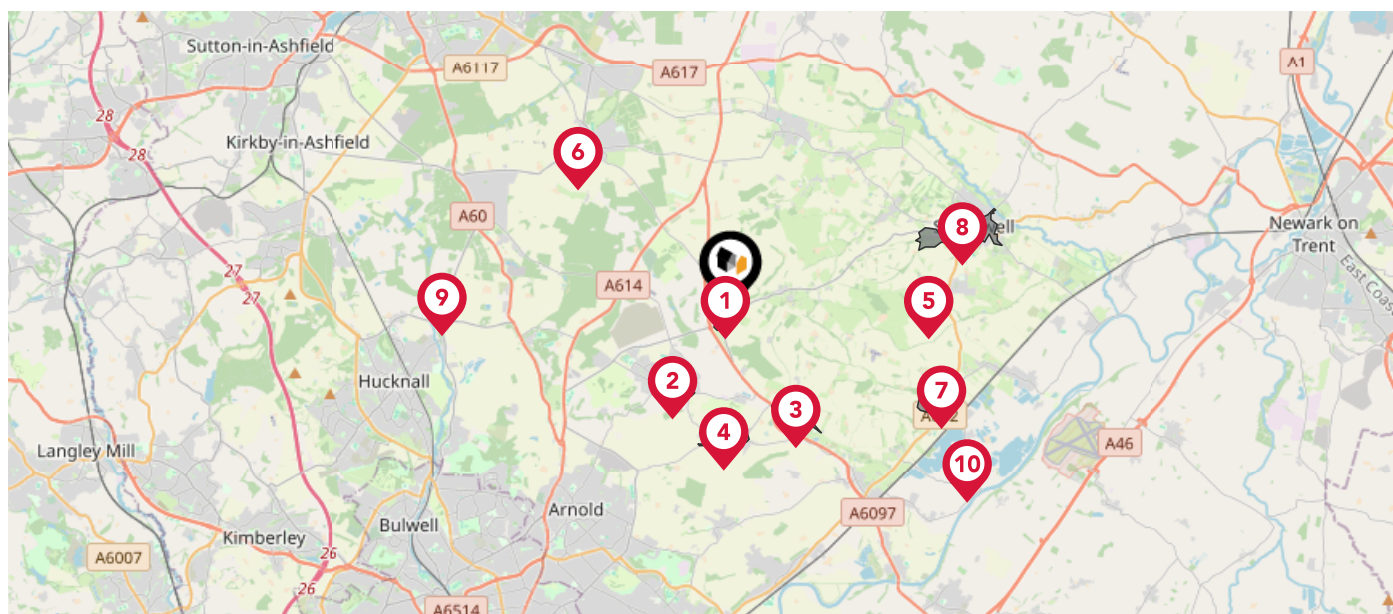 Sutton-in-Ashfield
A6117
A617
A1
28
28
Kirkby-in-Ashfield
6
A60
8
ell
Newark on
Trent
27
27
A614
East Coas
9
1
5
Hucknall
2
7
3
4
Langley Mill
A46
10
Arnold
A6097
Bulwell
Kimberley
A6007
26
26
A6514